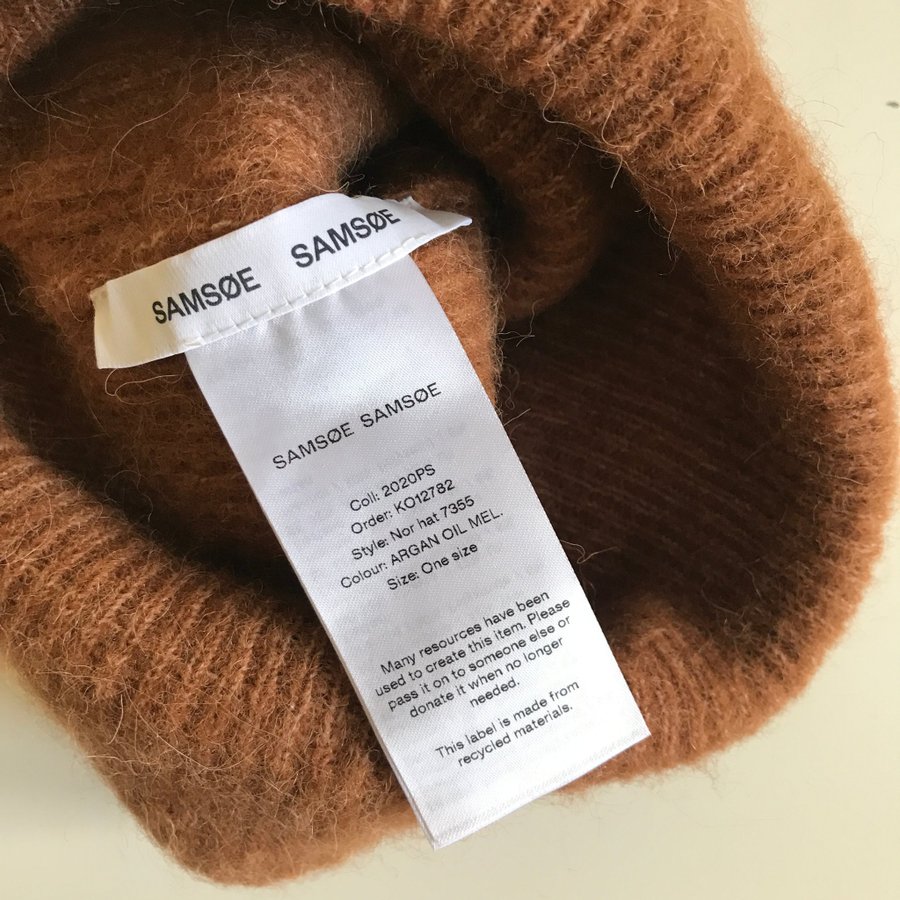 SAMSØE SAMSØE
SAMSØE SAMSØE
Coll: 2020PS
Order: KO12782
Style: Nor hat 7355
Colour: ARGAN OIL MEL.
Size: One size
Many resources have been
used to create this item. Please
pass it on to someone else or
donate it when no longer
needed.
This label is made from
recycled materials.